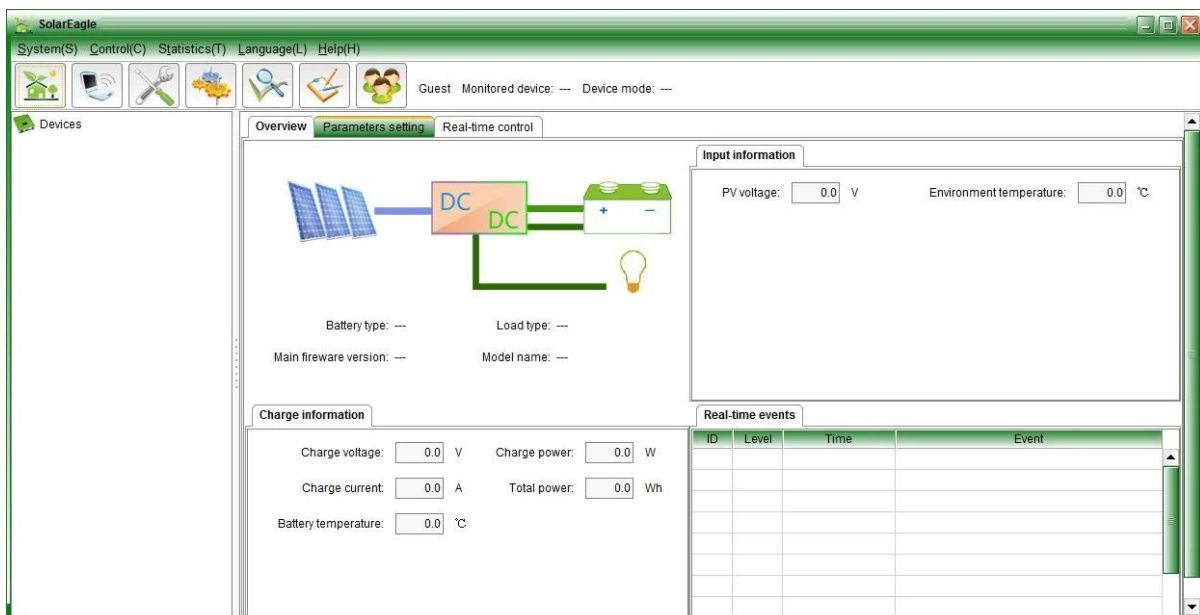 SolarEagle
System(S) Control(C) Statistics(T) Language(L) Help(H)
Guest Monitored device: --- Device mode: ---
Devices
Overview Parameters setting Real-time control
DC
DC
+ −
Battery type: --- Load type: ---
Main fireware version: --- Model name: ---
Input information
PV voltage: 0.0 V Environment temperature: 0.0 ℃
Charge information
Charge voltage: 0.0 V Charge power: 0.0 W
Charge current: 0.0 A Total power: 0.0 Wh
Battery temperature: 0.0 ℃
Real-time events
ID Level Time Event